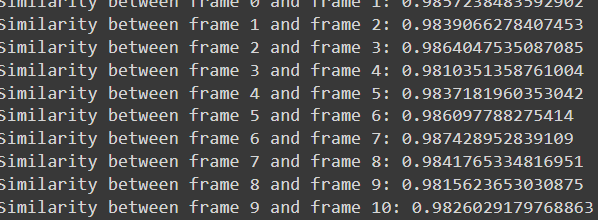 Similarity between frame 0 and frame 1: 0.9857238483592902
Similarity between frame 1 and frame 2: 0.9839066278407453
Similarity between frame 2 and frame 3: 0.9864047535087085
Similarity between frame 3 and frame 4: 0.9810351358761004
Similarity between frame 4 and frame 5: 0.9837181960353042
Similarity between frame 5 and frame 6: 0.986097788275414
Similarity between frame 6 and frame 7: 0.987428952839109
Similarity between frame 7 and frame 8: 0.9841765334816951
Similarity between frame 8 and frame 9: 0.9815623653030875
Similarity between frame 9 and frame 10: 0.9826029179768863